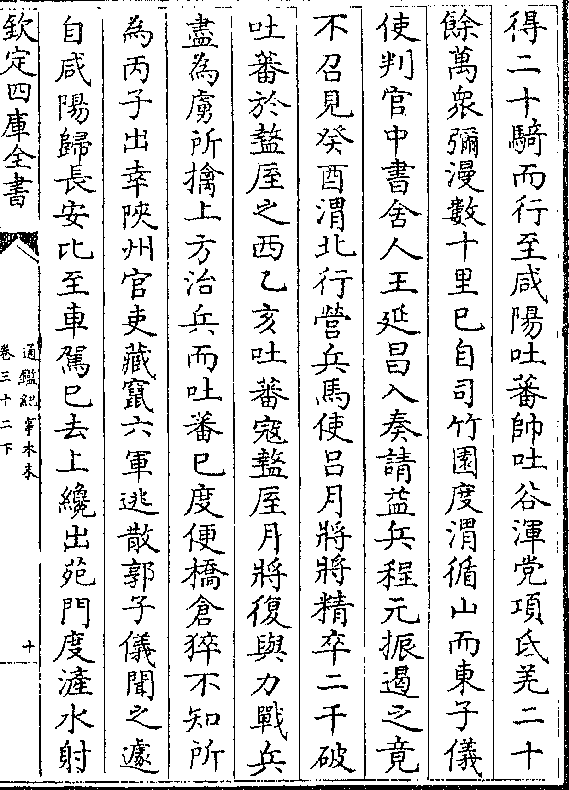 得二十騎而行至咸陽吐蕃帥吐谷渾党項氐羌二十
餘萬衆彌漫數十里已自司竹園度渭循山而東子儀
使判官中書舍人王延昌入奏請益兵程元振遏之竟
不召見癸酉渭北行營兵馬使吕月將將精卒二千破
吐蕃於盩厔之西乙亥吐蕃寇盩厔月將復與力戰兵
盡為虜所擒上方治兵而吐蕃已度便橋倉猝不知所
為丙子出幸陜州官吏藏竄六軍逃散郭子儀聞之遽
自咸陽歸長安比至車駕已去上纔出苑門度滻水射
欽定四庫全書
通鑑紀事本末
卷三十二下
十